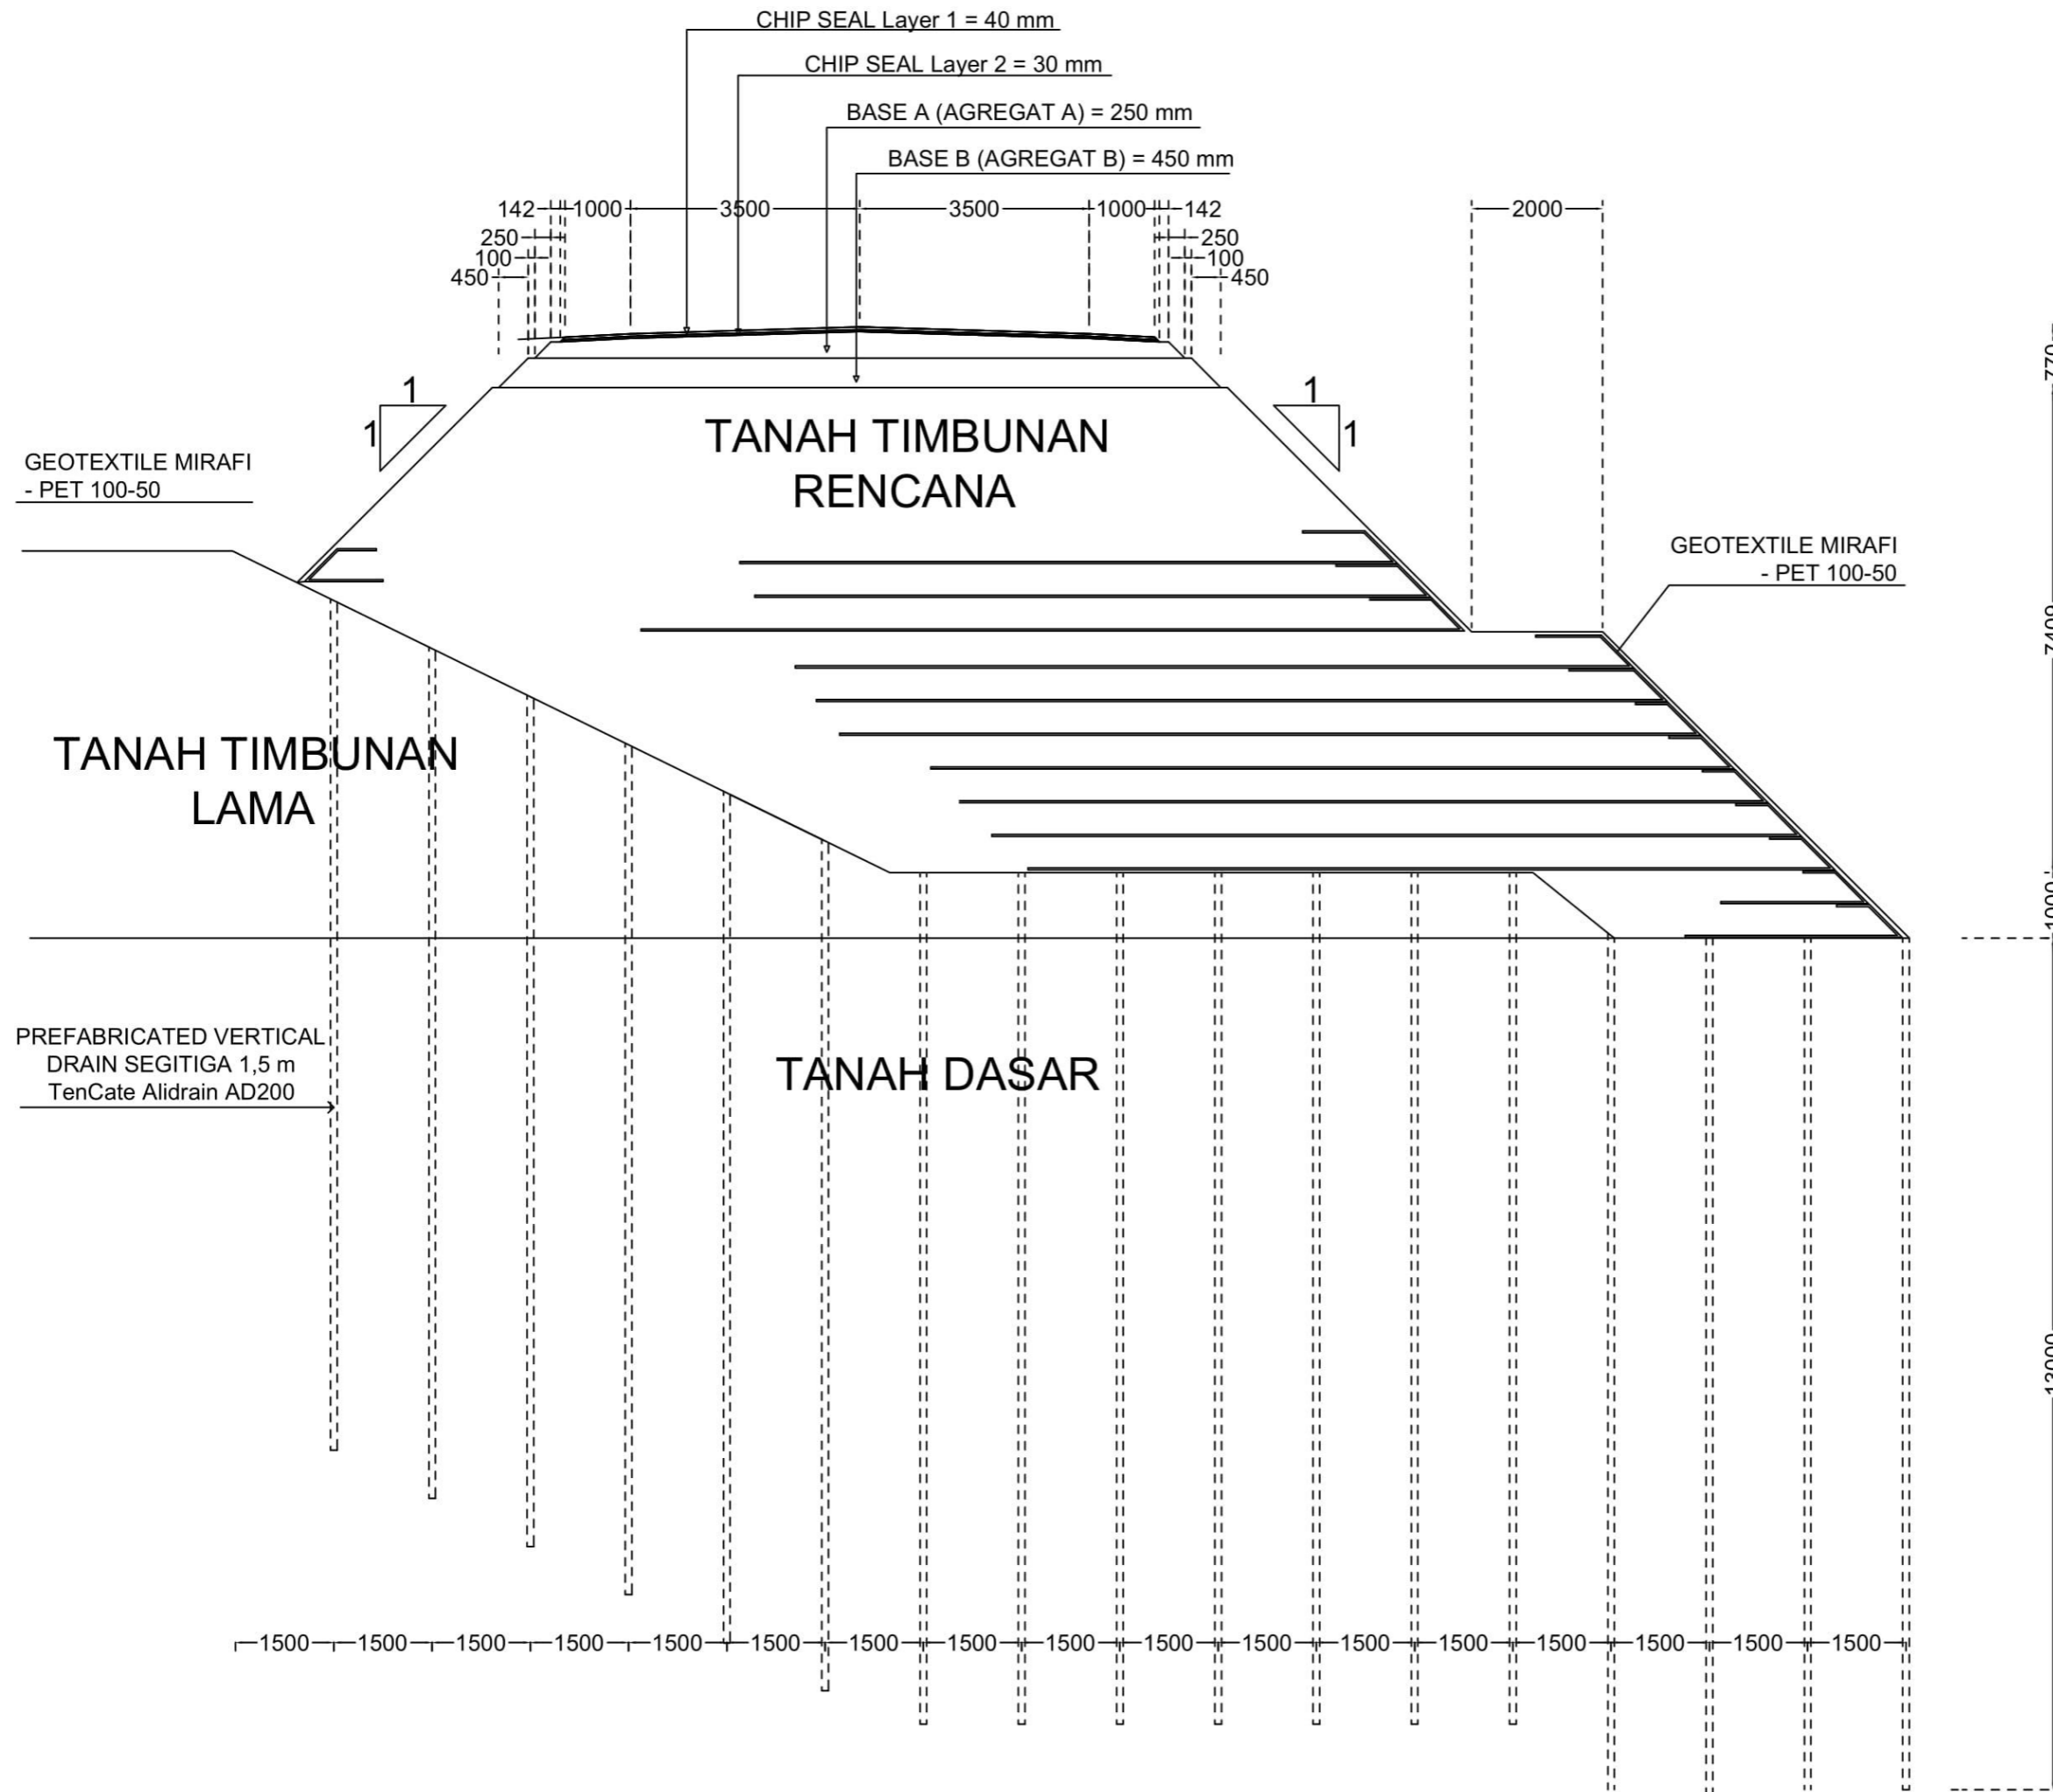 CHIP SEAL Layer 1 = 40 mm
CHIP SEAL Layer 2 = 30 mm
BASE A (AGREGAT A) = 250 mm
BASE B (AGREGAT B) = 450 mm
142 1000 3500 3500 1000 142
2000
250 250
100 100
450 450
770
1 1
1 1
TANAH TIMBUNAN
RENCANA
GEOTEXTILE MIRAFI
- PET 100-50
GEOTEXTILE MIRAFI
- PET 100-50
TANAH TIMBUNAN
LAMA
1000
PREFABRICATED VERTICAL
DRAIN SEGITIGA 1,5 m
TenCate Alidrain AD200
TANAH DASAR
13000
1500 1500 1500 1500 1500 1500 1500 1500 1500 1500 1500 1500 1500 1500 1500 1500 1500